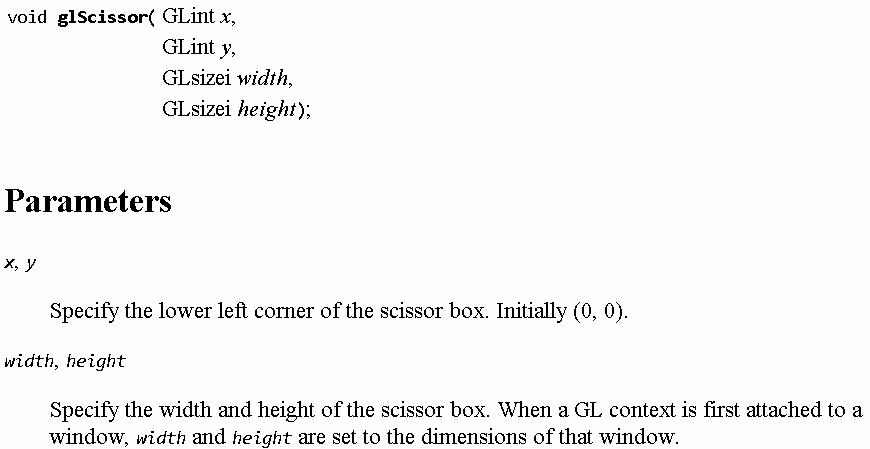 void glScissor( GLint x,
GLint y,
GLsizei width,
GLsizei height);
Parameters
x, y
Specify the lower left corner of the scissor box. Initially (0, 0).
width, height
Specify the width and height of the scissor box. When a GL context is first attached to a
window, width and height are set to the dimensions of that window.